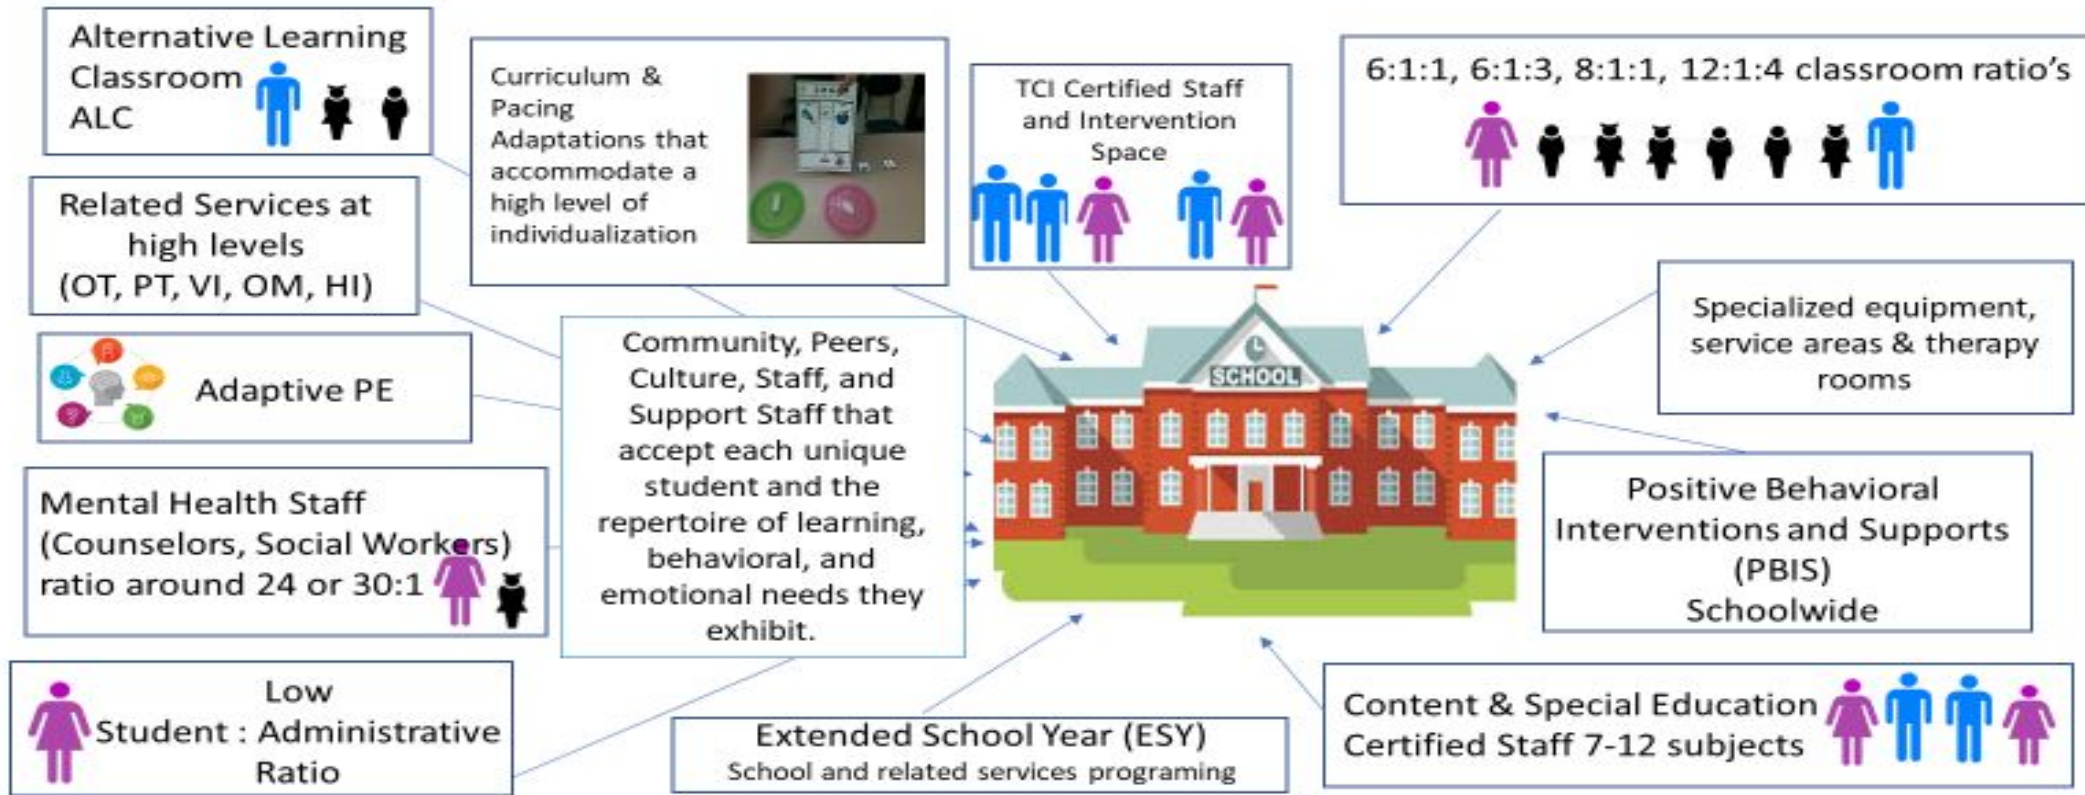 Alternative Learning
Classroom
ALC
Related Services at
high levels
(OT, PT, VI, OM, HI)
Adaptive PE
Mental Health Staff
(Counselors, Social Workers)
ratio around 24 or 30:1
Low
Student : Administrative
Ratio
Curriculum &
Pacing
Adaptations that
accommodate a
high level of
individualization
Community, Peers,
Culture, Staff, and
Support Staff that
accept each unique
student and the
repertoire of learning,
behavioral, and
emotional needs they
exhibit.
Extended School Year (ESY)
School and related services programing
TCI Certified Staff
and Intervention
Space
SCHOOL
6:1:1, 6:1:3, 8:1:1, 12:1:4 classroom ratio's
Specialized equipment,
service areas & therapy
rooms
Positive Behavioral
Interventions and Supports
(PBIS)
Schoolwide
Content & Special Education
Certified Staff 7-12 subjects